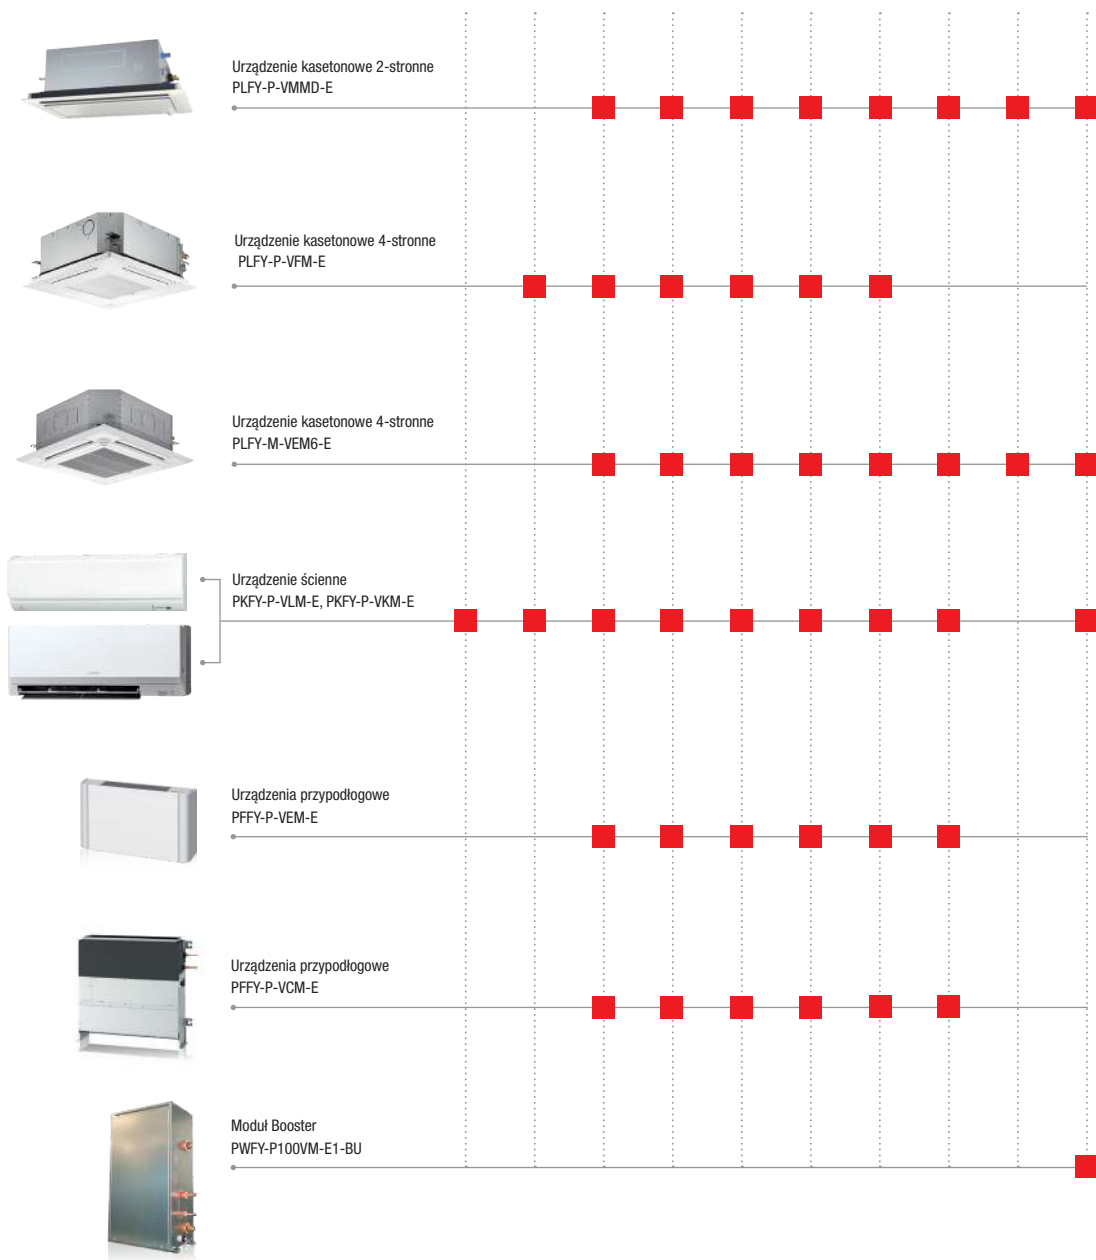 Urządzenie kasetonowe 2-stronne
PLFY-P-VMMD-E
Urządzenie kasetonowe 4-stronne
PLFY-P-VFM-E
Urządzenie kasetonowe 4-stronne
PLFY-M-VEM6-E
Urządzenie ścienne
PKFY-P-VLM-E, PKFY-P-VKM-E
Urządzenia przypodłogowe
PFFY-P-VEM-E
Urządzenia przypodłogowe
PFFY-P-VCM-E
Moduł Booster
PWFY-P100VM-E1-BU